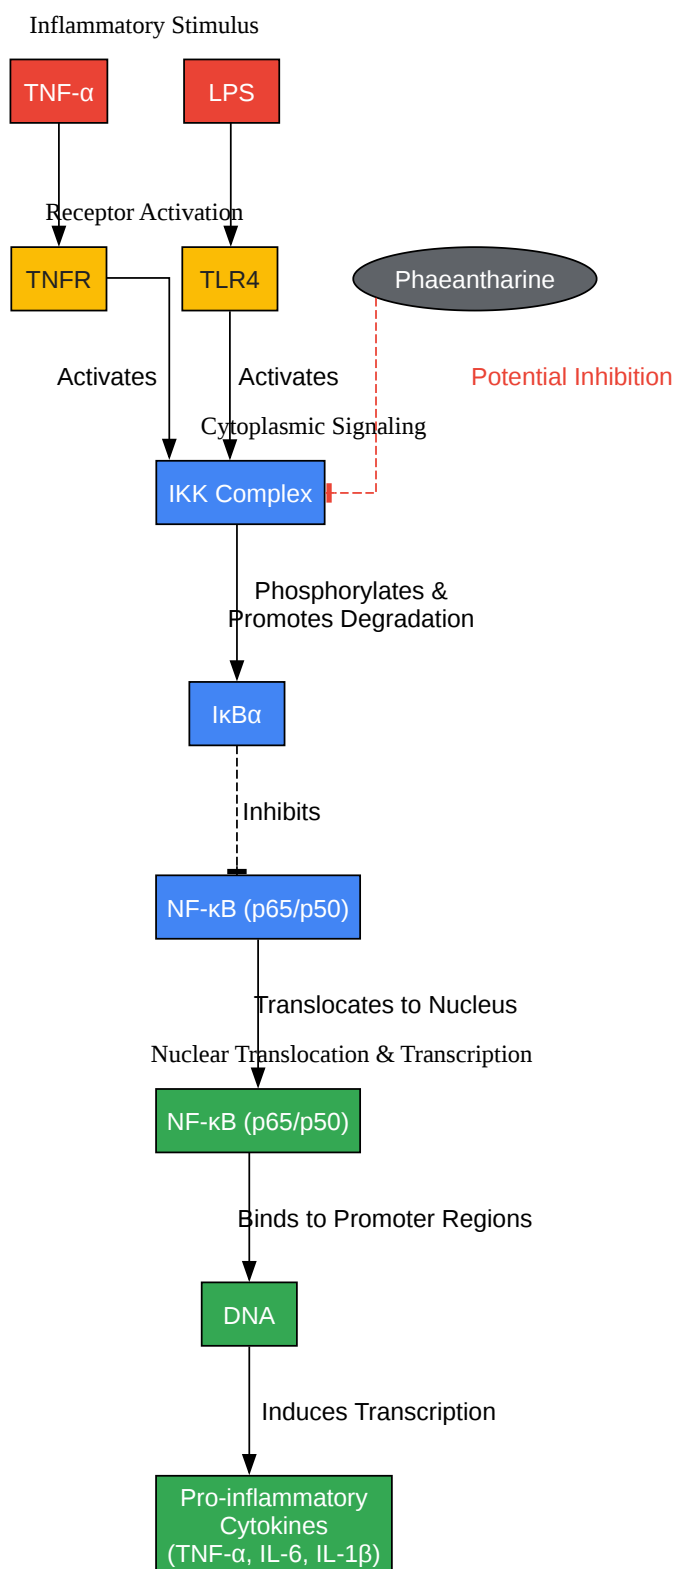 Inflammatory Stimulus
TNF-α
LPS
Receptor Activation
TNFR
TLR4
Phaeantharine
Activates
Activates
Potential Inhibition
Cytoplasmic Signaling
IKK Complex
Phosphorylates &
Promotes Degradation
IκBα
Inhibits
NF-κB (p65/p50)
Translocates to Nucleus
Nuclear Translocation & Transcription
NF-κB (p65/p50)
Binds to Promoter Regions
DNA
Induces Transcription
Pro-inflammatory
Cytokines
(TNF-α, IL-6, IL-1β)